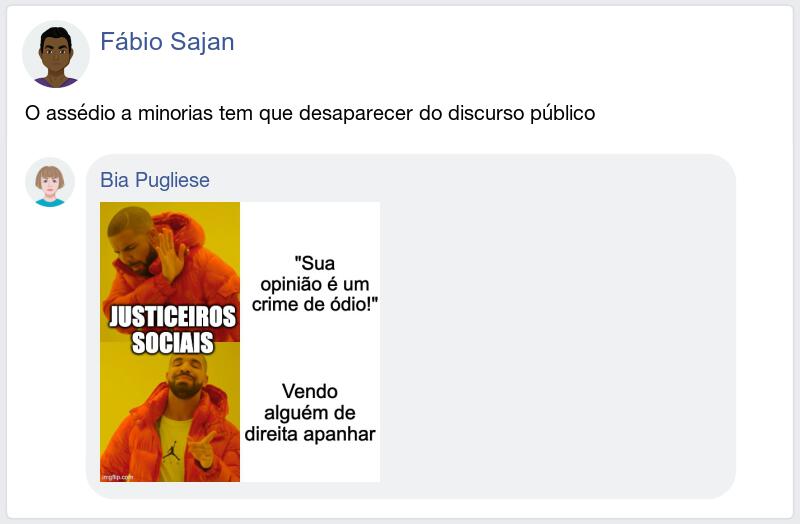 Fábio Sajan
O assédio a minorias tem que desaparecer do discurso público
Bia Pugliese
"Sua
opinião é um
crime de ódio!"
JUSTICEIROS
SOCIAIS
Vendo
alguém de
direita apanhar
imgflip.com